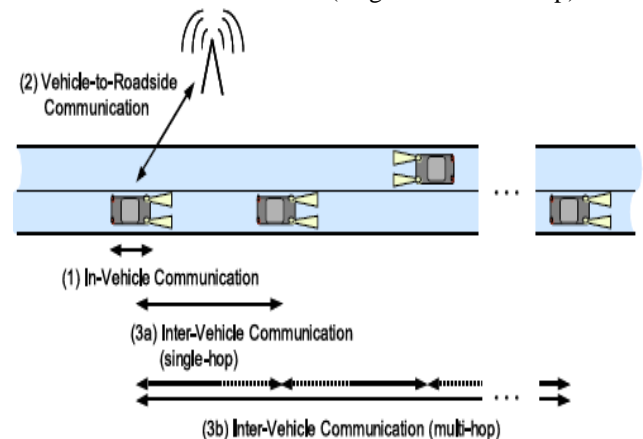 (2) Vehicle-to-Roadside
Communication
(1) In-Vehicle Communication
(3a) Inter-Vehicle Communication
(single-hop)
(3b) Inter-Vehicle Communication (multi-hop)